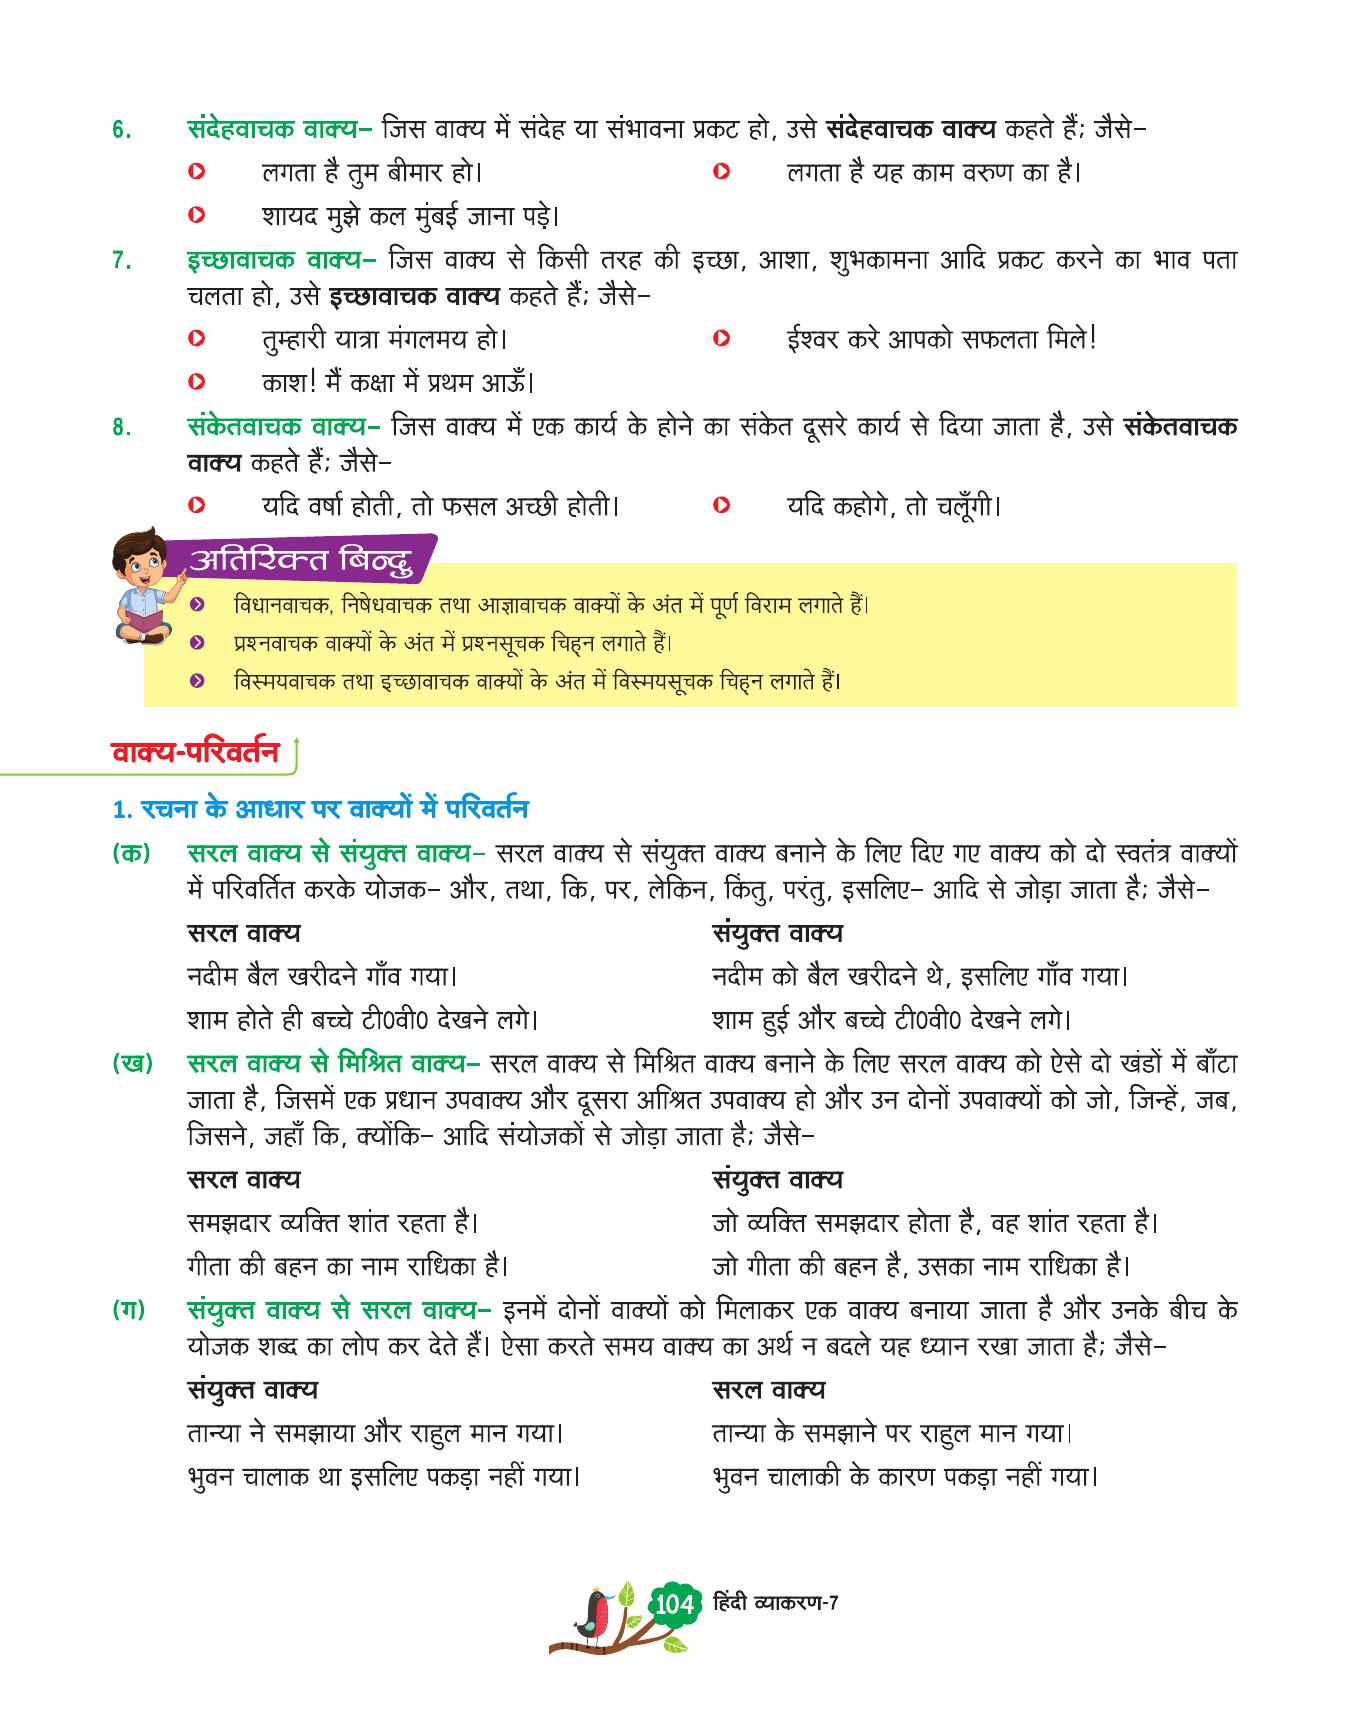 6. संदेहवाचक वाक्य– जिस वाक्य में संदेह या संभावना प्रकट हो, उसे संदेहवाचक वाक्य कहते हैं; जैसे–
लगता है तुम बीमार हो। लगता है यह काम वरुण का है।
शायद मुझे कल मुंबई जाना पड़े।
7. इच्छावाचक वाक्य– जिस वाक्य से किसी तरह की इच्छा, आशा, शुभकामना आदि प्रकट करने का भाव पता
चलता हो, उसे इच्छावाचक वाक्य कहते हैं; जैसे–
तुम्हारी यात्रा मंगलमय हो। ईश्वर करे आपको सफलता मिले!
काश! मैं कक्षा में प्रथम आऊँ।
8. संकेतवाचक वाक्य– जिस वाक्य में एक कार्य के होने का संकेत दूसरे कार्य से दिया जाता है, उसे संकेतवाचक
वाक्य कहते हैं; जैसे–
यदि वर्षा होती, तो फसल अच्छी होती। यदि कहोगे, तो चलूँगी।
अतिरिक्त बिन्दु
विधानवाचक, निषेधवाचक तथा आज्ञावाचक वाक्यों के अंत में पूर्ण विराम लगाते हैं।
प्रश्नवाचक वाक्यों के अंत में प्रश्नसूचक चिह्न लगाते हैं।
विस्मयवाचक तथा इच्छावाचक वाक्यों के अंत में विस्मयसूचक चिह्न लगाते हैं।
वाक्य-परिवर्तन
1. रचना के आधार पर वाक्यों में परिवर्तन
(क) सरल वाक्य से संयुक्त वाक्य– सरल वाक्य से संयुक्त वाक्य बनाने के लिए दिए गए वाक्य को दो स्वतंत्र वाक्यों
में परिवर्तित करके योजक– और, तथा, कि, पर, लेकिन, किंतु, परंतु, इसलिए– आदि से जोड़ा जाता है; जैसे–
सरल वाक्य संयुक्त वाक्य
नदीम बैल खरीदने गाँव गया। नदीम को बैल खरीदने थे, इसलिए गाँव गया।
शाम होते ही बच्चे टी0वी0 देखने लगे। शाम हुई और बच्चे टी0वी0 देखने लगे।
(ख) सरल वाक्य से मिश्रित वाक्य– सरल वाक्य से मिश्रित वाक्य बनाने के लिए सरल वाक्य को ऐसे दो खंडों में बाँटा
जाता है, जिसमें एक प्रधान उपवाक्य और दूसरा आश्रित उपवाक्य हो और उन दोनों उपवाक्यों को जो, जिन्हें, जब,
जिसने, जहाँ कि, क्योंकि– आदि संयोजकों से जोड़ा जाता है; जैसे–
सरल वाक्य संयुक्त वाक्य
समझदार व्यक्ति शांत रहता है। जो व्यक्ति समझदार होता है, वह शांत रहता है।
गीता की बहन का नाम राधिका है। जो गीता की बहन है, उसका नाम राधिका है।
(ग) संयुक्त वाक्य से सरल वाक्य– इनमें दोनों वाक्यों को मिलाकर एक वाक्य बनाया जाता है और उनके बीच के
योजक शब्द का लोप कर देते हैं। ऐसा करते समय वाक्य का अर्थ न बदले यह ध्यान रखा जाता है; जैसे–
संयुक्त वाक्य सरल वाक्य
तान्या ने समझाया और राहुल मान गया। तान्या के समझाने पर राहुल मान गया।
भुवन चालाक था इसलिए पकड़ा नहीं गया। भुवन चालाकी के कारण पकड़ा नहीं गया।
104 हिंदी व्याकरण-7